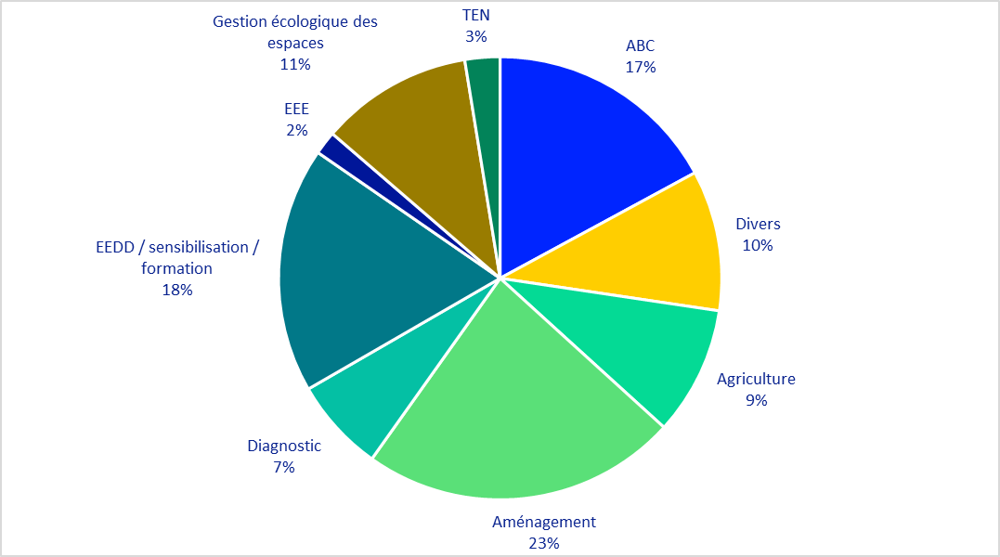 TEN
3%
ABC
17%
Divers
10%
Agriculture
9%
Aménagement
23%
Diagnostic
7%
EEDD / sensibilisation /
formation
18%
EEE
2%
Gestion écologique des
espaces
11%